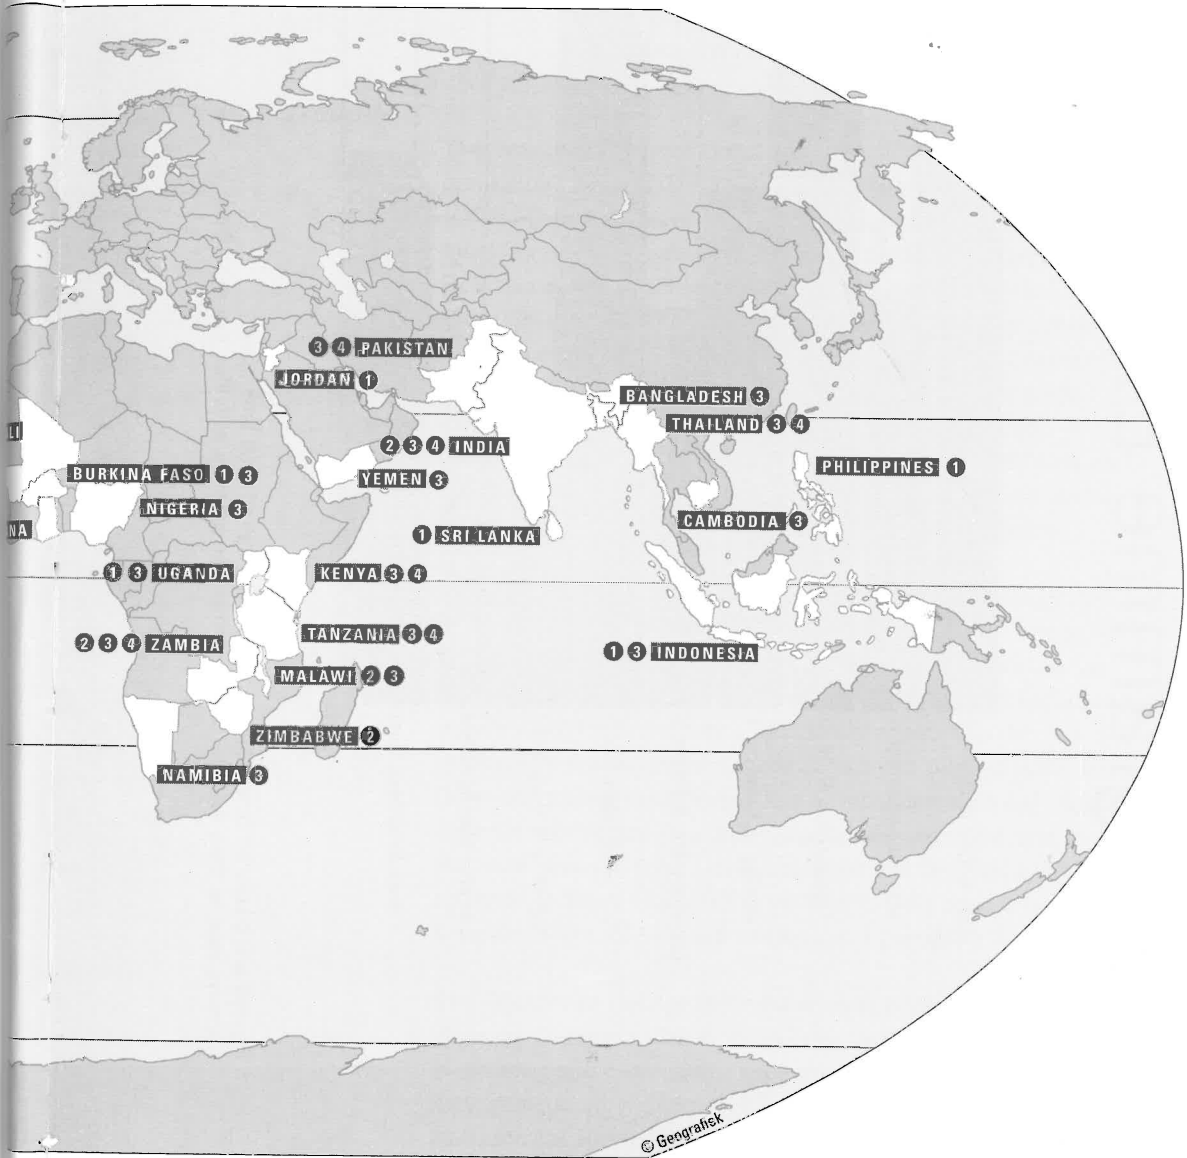 3 4 PAKISTAN
JORDAN 1
BANGLADESH 3
THAILAND 3 4
LI
2 3 4 INDIA
PHILIPPINES 1
BURKINA FASO 1 3
YEMEN 3
NIGERIA 3
CAMBODIA 3
NA
1 SRI LANKA
1 3 UGANDA
KENYA 3 4
TANZANIA 3 4
2 3 4 ZAMBIA
1 3 INDONESIA
MALAWI 2 3
ZIMBABWE 2
NAMIBIA 3
© Geografisk